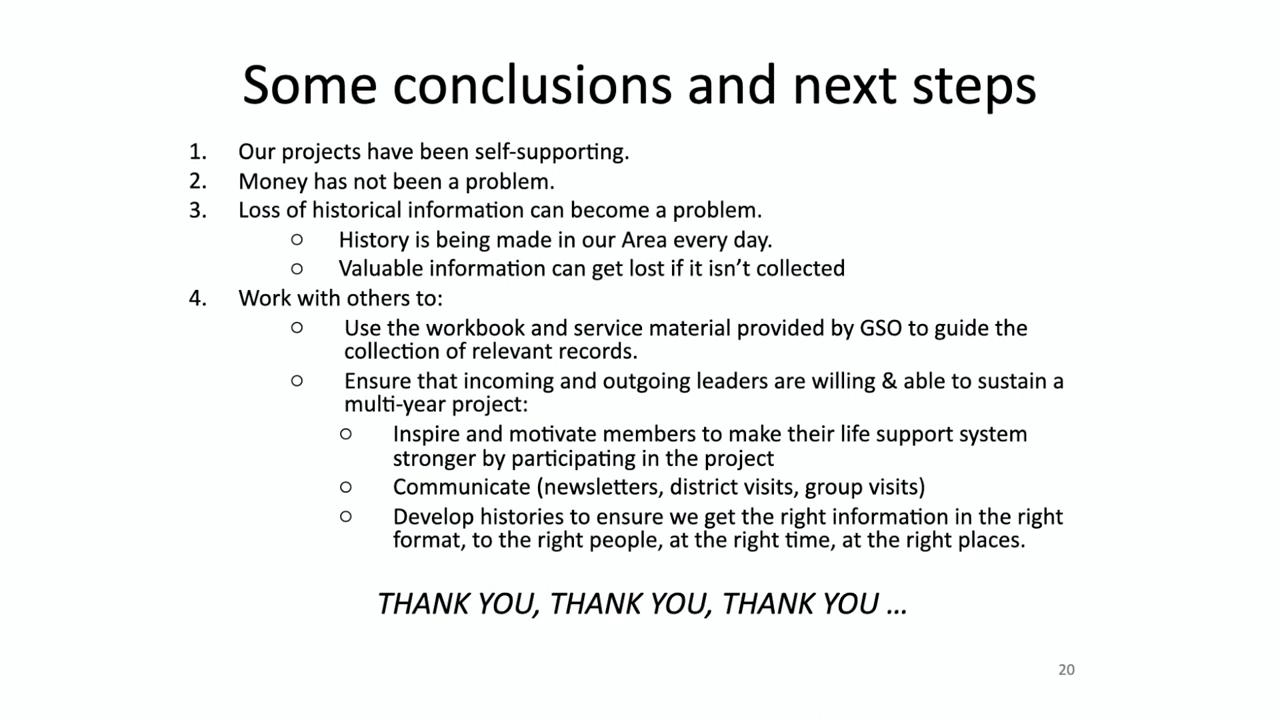 Some conclusions and next steps
1. Our projects have been self-supporting.
2. Money has not been a problem.
3. Loss of historical information can become a problem.
○ History is being made in our Area every day.
○ Valuable information can get lost if it isn’t collected
4. Work with others to:
○ Use the workbook and service material provided by GSO to guide the
collection of relevant records.
○ Ensure that incoming and outgoing leaders are willing & able to sustain a
multi-year project:
○ Inspire and motivate members to make their life support system
stronger by participating in the project
○ Communicate (newsletters, district visits, group visits)
○ Develop histories to ensure we get the right information in the right
format, to the right people, at the right time, at the right places.
THANK YOU, THANK YOU, THANK YOU ...
20